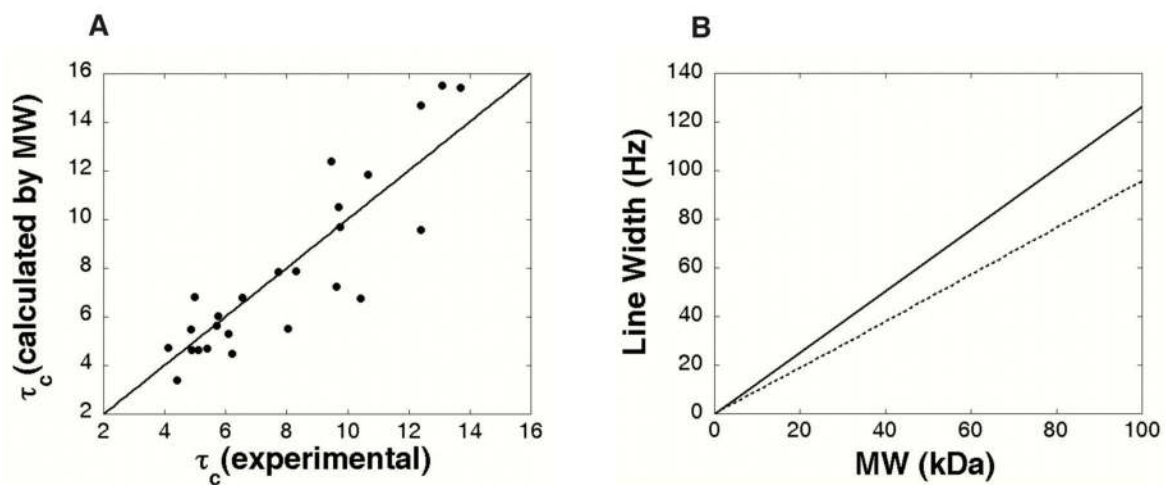 A
16
14
12
10
8
6
4
2
2 4 6 8 10 12 14 16
τc(calculated by MW)
τc(experimental)
B
140
120
100
80
60
40
20
0
0 20 40 60 80 100
Line Width (Hz)
MW (kDa)